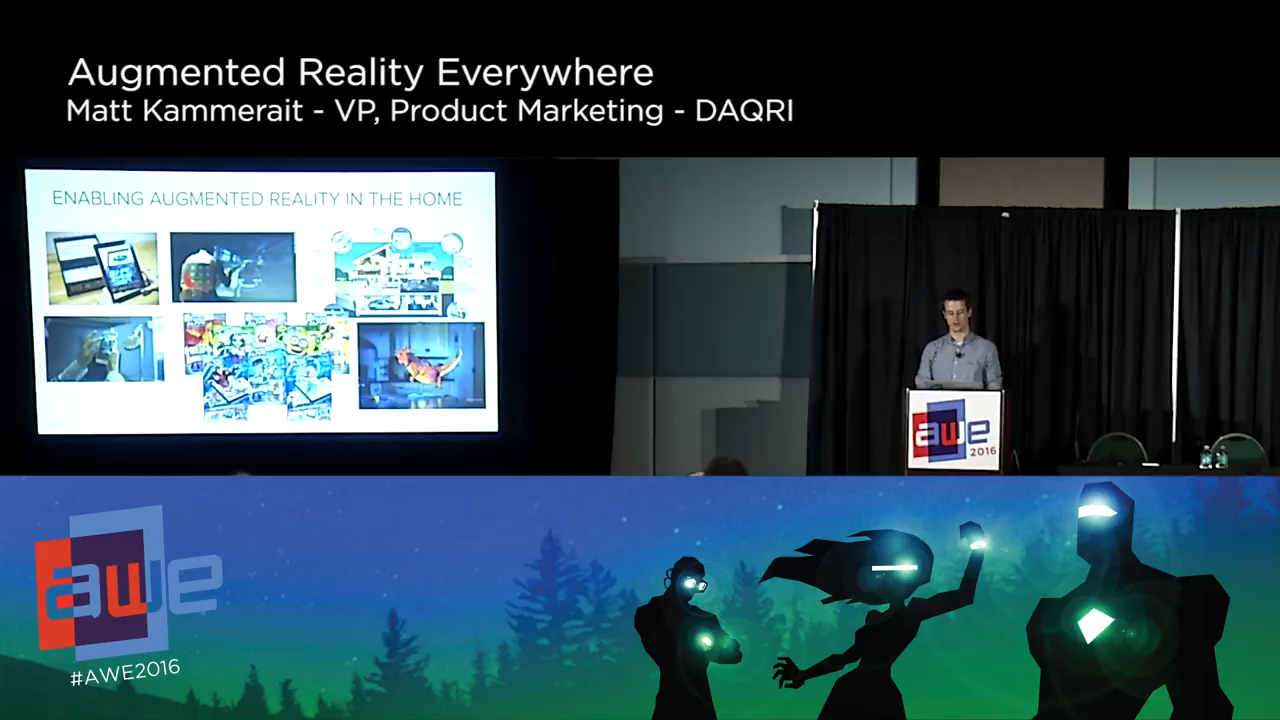 Augmented Reality Everywhere
Matt Kammerait - VP, Product Marketing - DAQRI
ENABLING AUGMENTED REALITY IN THE HOME
awe
2016
awe
#AWE2016